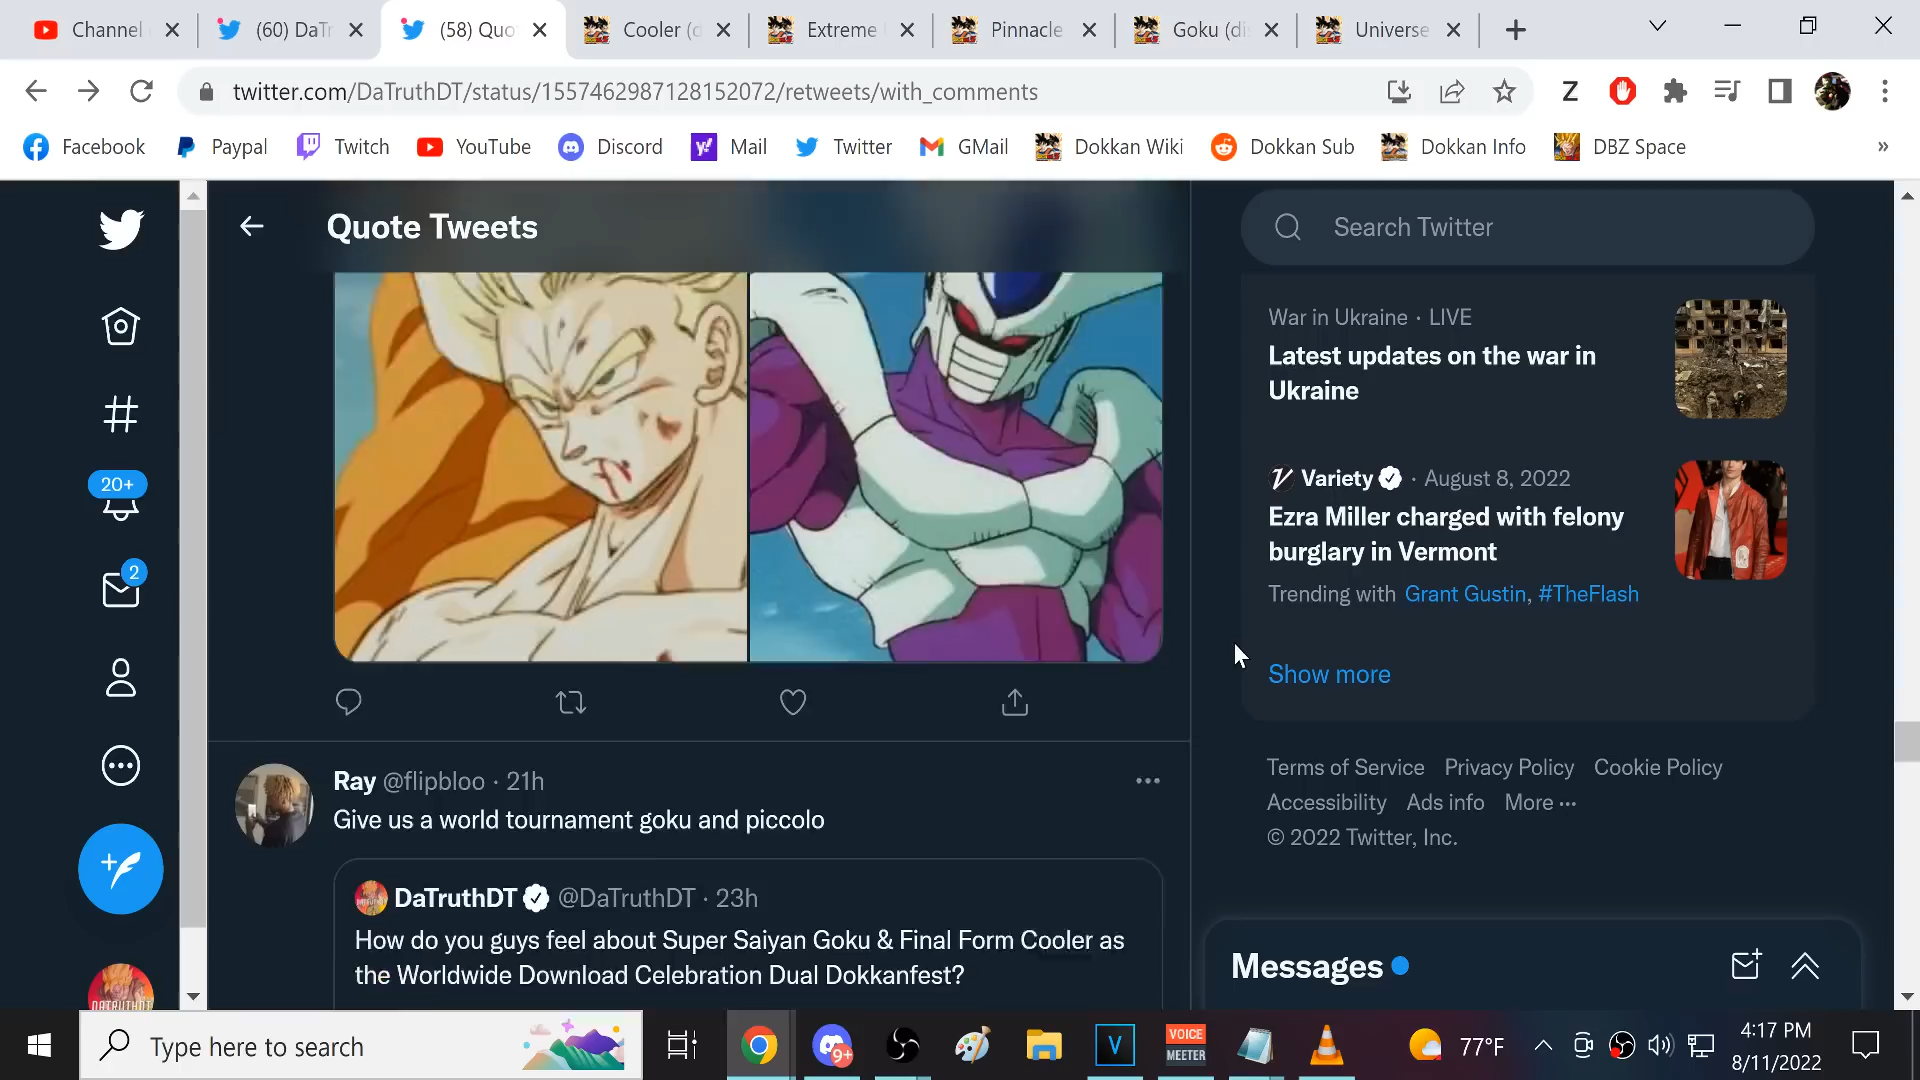 Channel
(60) DaTr
(58) Quo
Cooler (d
Extreme
Pinnacle
Goku (di
Universe
twitter.com/DaTruthDT/status/1557462987128152072/retweets/with_comments
Z
Facebook
Paypal
Twitch
YouTube
Discord
y!
Mail
Twitter
GMail
Dokkan Wiki
Dokkan Sub
Dokkan Info
DBZ Space
»
Quote Tweets
Search Twitter
War in Ukraine · LIVE
Latest updates on the war in
Ukraine
Variety · August 8, 2022
Ezra Miller charged with felony
burglary in Vermont
Trending with Grant Gustin, #TheFlash
Show more
20+
2
Ray @flipbloo · 21h
Give us a world tournament goku and piccolo
DaTruthDT @DaTruthDT · 23h
How do you guys feel about Super Saiyan Goku & Final Form Cooler as
the Worldwide Download Celebration Dual Dokkanfest?
Terms of Service Privacy Policy Cookie Policy
Accessibility Ads info More ···
© 2022 Twitter, Inc.
Messages
DATRUTHDT
Type here to search
9+
V
VOICE
MEETER
77°F
4:17 PM
8/11/2022